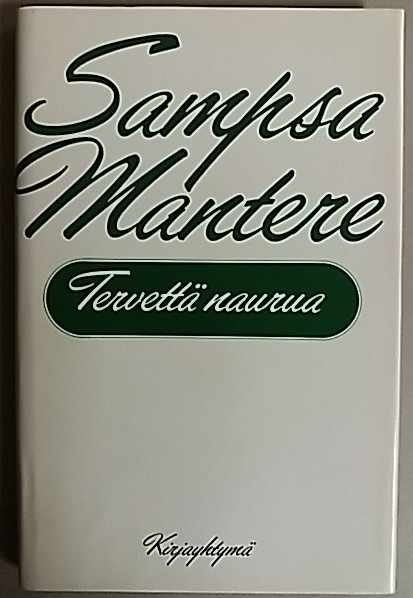 Sampsa
Mantere
Tervettä naurua
Kirjayhtymä